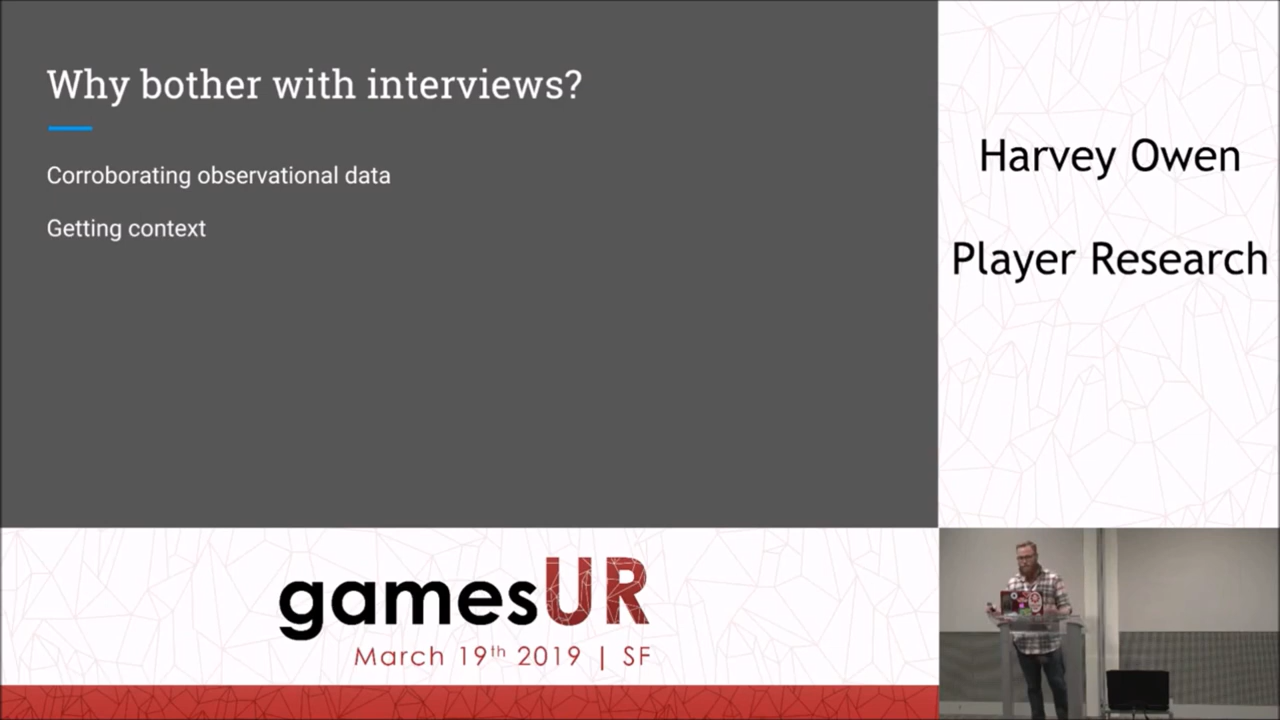 Why bother with interviews?
Corroborating observational data
Getting context
Harvey Owen
Player Research
gamesUR
March 19th 2019 | SF